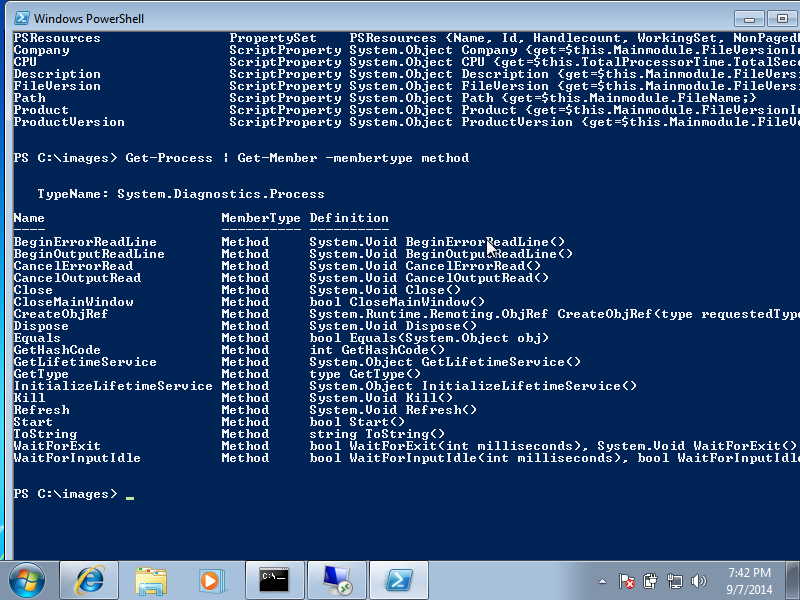 Windows PowerShell
PSResources PropertySet PSResources {Name, Id, Handlecount, WorkingSet, NonPagedM
Company ScriptProperty System.Object Company {get=$this.Mainmodule.FileVersionIn
CPU ScriptProperty System.Object CPU {get=$this.TotalProcessorTime.TotalSeco
Description ScriptProperty System.Object Description {get=$this.Mainmodule.FileVersi
FileVersion ScriptProperty System.Object FileVersion {get=$this.Mainmodule.FileVersi
Path ScriptProperty System.Object Path {get=$this.Mainmodule.FileName;}
Product ScriptProperty System.Object Product {get=$this.Mainmodule.FileVersionIn
ProductVersion ScriptProperty System.Object ProductVersion {get=$this.Mainmodule.FileVe
PS C:\images> Get-Process | Get-Member -membertype method
TypeName: System.Diagnostics.Process
Name MemberType Definition
---- ---------- ----------
BeginErrorReadLine Method System.Void BeginErrorReadLine()
BeginOutputReadLine Method System.Void BeginOutputReadLine()
CancelErrorRead Method System.Void CancelErrorRead()
CancelOutputRead Method System.Void CancelOutputRead()
Close Method System.Void Close()
CloseMainWindow Method bool CloseMainWindow()
CreateObjRef Method System.Runtime.Remoting.ObjRef CreateObjRef(type requestedType
Dispose Method System.Void Dispose()
Equals Method bool Equals(System.Object obj)
GetHashCode Method int GetHashCode()
GetLifetimeService Method System.Object GetLifetimeService()
GetType Method type GetType()
InitializeLifetimeService Method System.Object InitializeLifetimeService()
Kill Method System.Void Kill()
Refresh Method System.Void Refresh()
Start Method bool Start()
ToString Method string ToString()
WaitForExit Method bool WaitForExit(int milliseconds), System.Void WaitForExit()
WaitForInputIdle Method bool WaitForInputIdle(int milliseconds), bool WaitForInputIdle
PS C:\images> _
C:\_
7:42 PM
9/7/2014